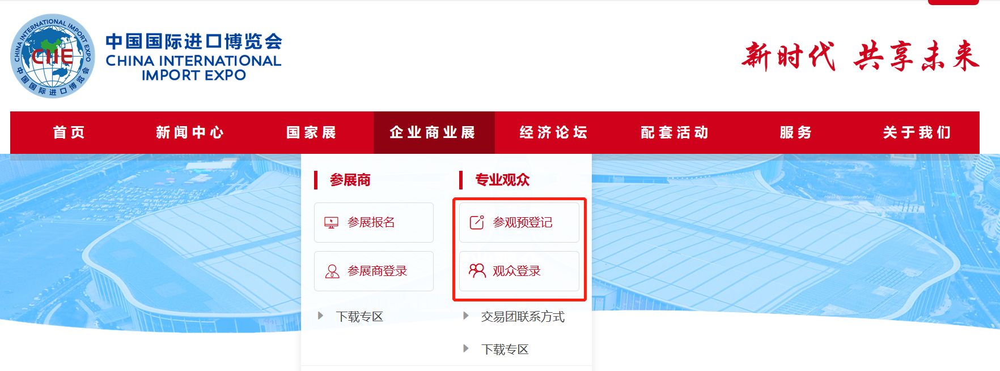 CHINA INTERNATIONAL IMPORT EXPO
CIIE
中国国际进口博览会
中国国际进口博览会
CHINA INTERNATIONAL
IMPORT EXPO
新时代 共享未来
首页 新闻中心 国家展 企业商业展 经济论坛 配套活动 服务 关于我们
参展商
参展报名
参展商登录
下载专区
专业观众
参观预登记
观众登录
交易团联系方式
下载专区